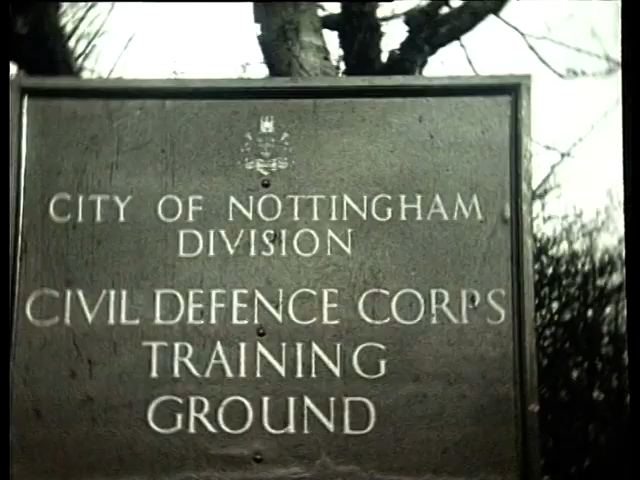 CITY OF NOTTINGHAM
DIVISION
CIVIL DEFENCE CORPS
TRAINING
GROUND